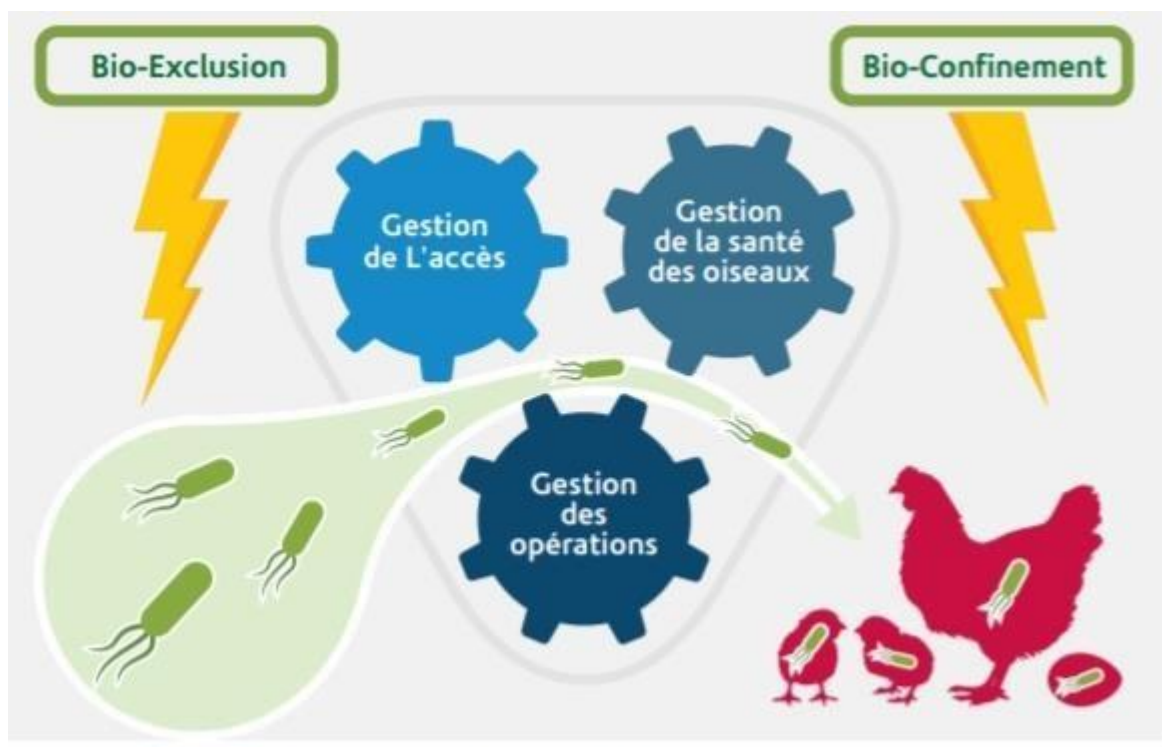 Bio-Exclusion
Bio-Confinement
Gestion
de L'accès
Gestion
de la santé
des oiseaux
Gestion
des
opérations